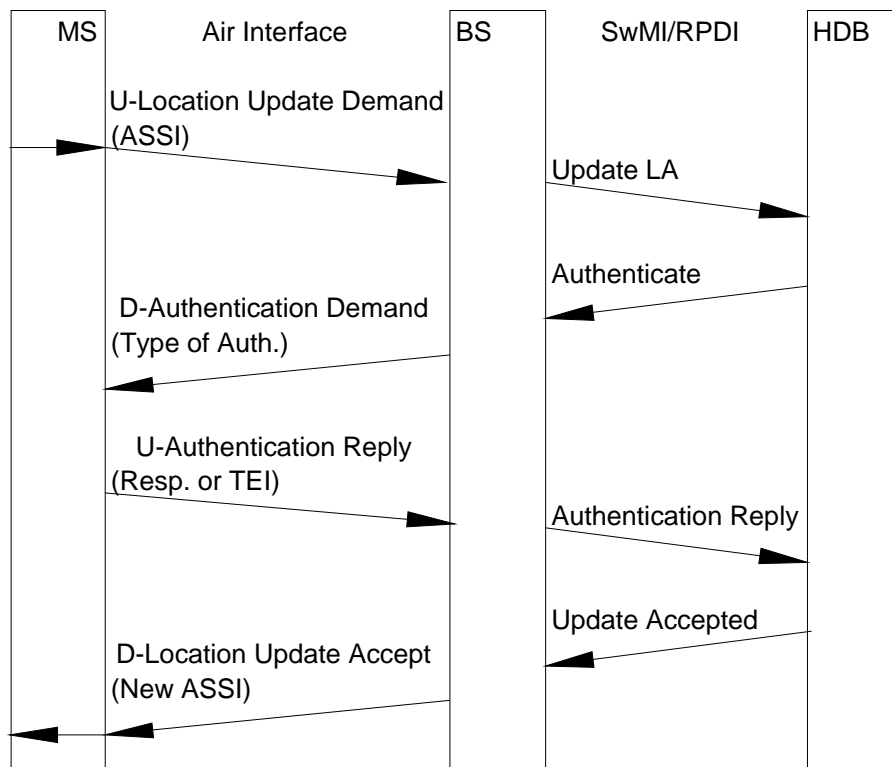 MS Air Interface BS SwMI/RPDI HDB
U-Location Update Demand
(ASSI)
Update LA
Authenticate
D-Authentication Demand
(Type of Auth.)
U-Authentication Reply
(Resp. or TEI)
Authentication Reply
Update Accepted
D-Location Update Accept
(New ASSI)